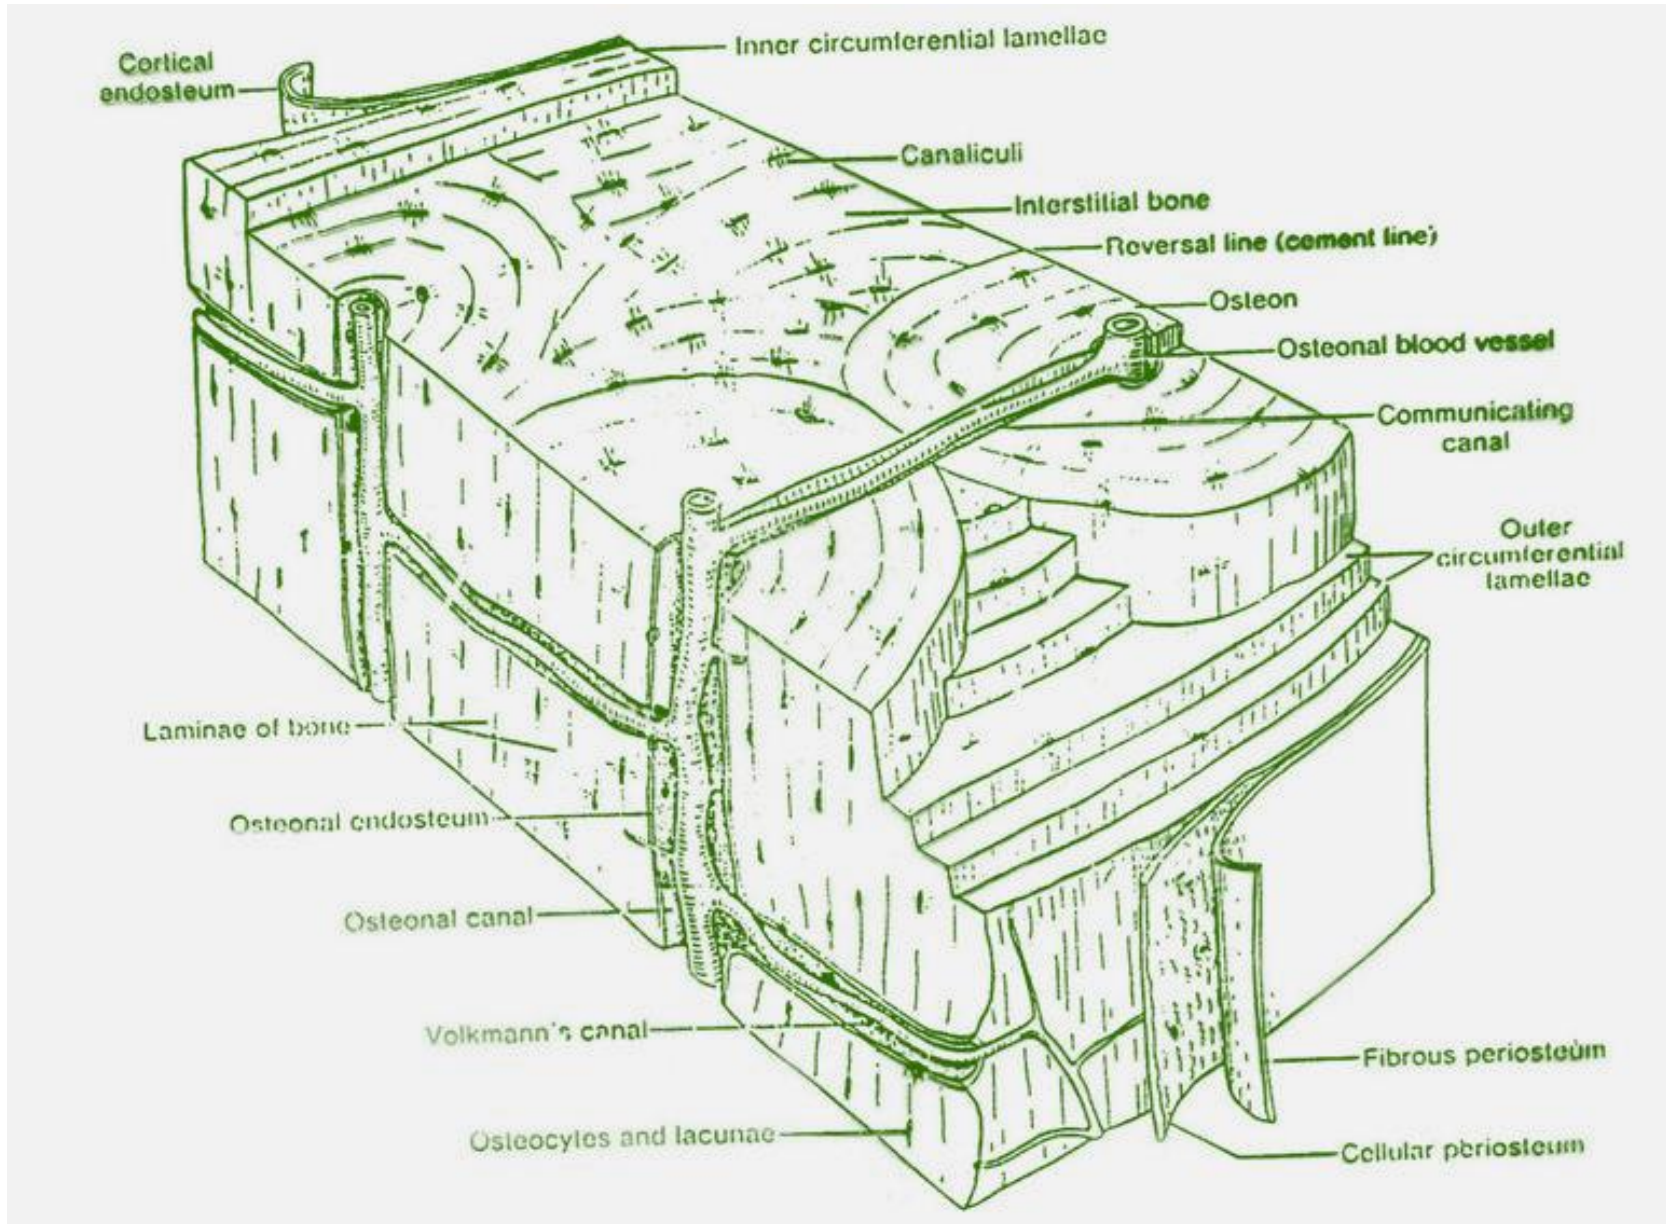 Inner circumferential lamellae
Cortical
endosteum
Canaliculi
Interstitial bone
Reversal line (cement line)
Osteon
Osteonal blood vessel
Communicating
canal
Outer
circumferential
lamellae
Laminae of bone
Osteonal endosteum
Osteonal canal
Volkmann's canal
Fibrous periosteum
Osteocytes and lacunae
Cellular periosteum